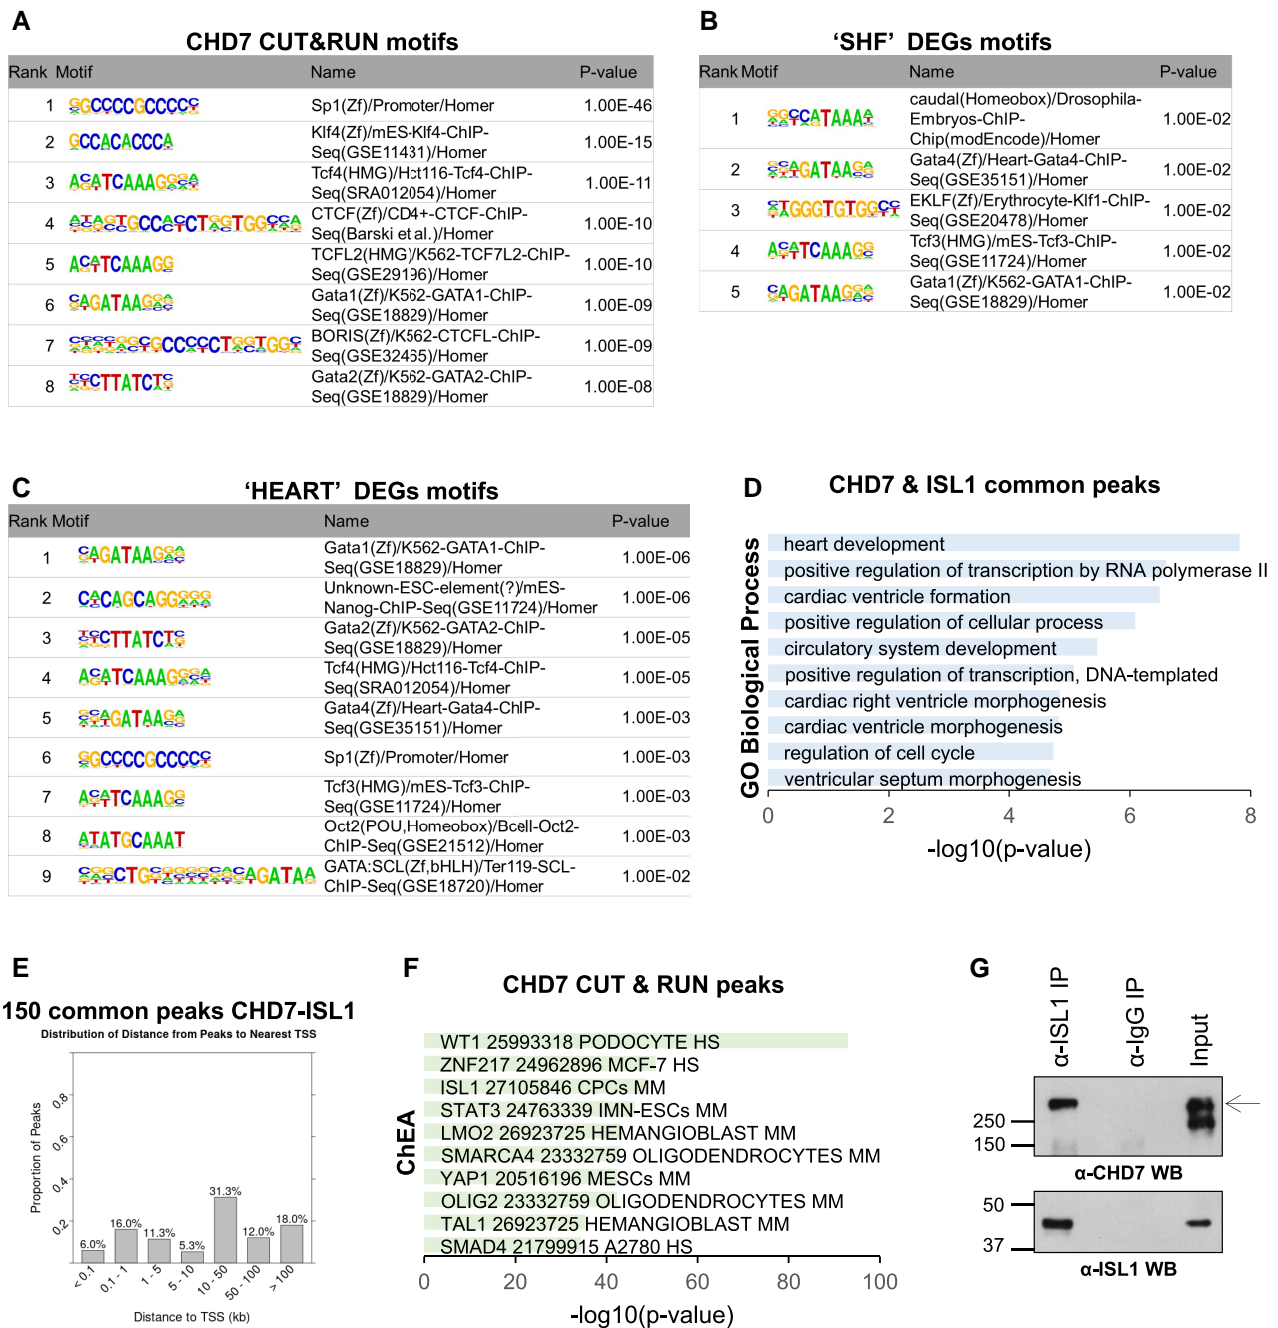 A
CHD7 CUT&RUN motifs
Rank Motif Name P-value
1 GGCCCCGCCCCC Sp1(Zf)/Promoter/Homer 1.00E-46
2 GCCACACCCA Klf4(Zf)/mES-Klf4-ChIP-
Seq(GSE11431)/Homer 1.00E-15
3 ACATCAAAGGGA Tcf4(HMG)/Hct116-Tcf4-ChIP-
Seq(SRA012054)/Homer 1.00E-11
4 ATAGTGCCACCTGGTGGCCA CTCF(Zf)/CD4+-CTCF-ChIP-
Seq(Barski et al.)/Homer 1.00E-10
5 ACATCAAAGG TCFL2(HMG)/K562-TCF7L2-ChIP-
Seq(GSE29196)/Homer 1.00E-10
6 CAGATAAGGA Gata1(Zf)/K562-GATA1-ChIP-
Seq(GSE18829)/Homer 1.00E-09
7 BORIS(Zf)/K562-CTCFL-ChIP-
Seq(GSE32465)/Homer 1.00E-09
8 CTTATCT Gata2(Zf)/K562-GATA2-ChIP-
Seq(GSE18829)/Homer 1.00E-08
B
‘SHF’ DEGs motifs
Rank Motif Name P-value
1 GGCCATAAAA caudal(Homeobox)/Drosophila-
Embryos-ChIP-
Chip(modEncode)/Homer 1.00E-02
2 AGATAAGA Gata4(Zf)/Heart-Gata4-ChIP-
Seq(GSE35151)/Homer 1.00E-02
3 GGGTGTGGC EKLF(Zf)/Erythrocyte-Klf1-ChIP-
Seq(GSE20478)/Homer 1.00E-02
4 ACATCAAAGG Tcf3(HMG)/mES-Tcf3-ChIP-
Seq(GSE11724)/Homer 1.00E-02
5 CAGATAAGG Gata1(Zf)/K562-GATA1-ChIP-
Seq(GSE18829)/Homer 1.00E-02
C
‘HEART’ DEGs motifs
Rank Motif Name P-value
1 CAGATAAGGA Gata1(Zf)/K562-GATA1-ChIP-
Seq(GSE18829)/Homer 1.00E-06
2 CACAGCAGGGGG Unknown-ESC-element(?)/mES-
Nanog-ChIP-Seq(GSE11724)/Homer 1.00E-06
3 CTTATCT Gata2(Zf)/K562-GATA2-ChIP-
Seq(GSE18829)/Homer 1.00E-05
4 ACATCAAAGGGA Tcf4(HMG)/Hct116-Tcf4-ChIP-
Seq(SRA012054)/Homer 1.00E-05
5 AGATAAGA Gata4(Zf)/Heart-Gata4-ChIP-
Seq(GSE35151)/Homer 1.00E-03
6 GGCCCCGCCCCC Sp1(Zf)/Promoter/Homer 1.00E-03
7 ACATCAAAGG Tcf3(HMG)/mES-Tcf3-ChIP-
Seq(GSE11724)/Homer 1.00E-03
8 ATATGCAAAT Oct2(POU,Homeobox)/Bcell-Oct2-
ChIP-Seq(GSE21512)/Homer 1.00E-03
9 GATA:SCL(Zf,bHLH)/Ter119-SCL-
ChIP-Seq(GSE18720)/Homer 1.00E-02
D
CHD7 & ISL1 common peaks
GO Biological Process
heart development
positive regulation of transcription by RNA polymerase II
cardiac ventricle formation
positive regulation of cellular process
circulatory system development
positive regulation of transcription, DNA-templated
cardiac right ventricle morphogenesis
cardiac ventricle morphogenesis
regulation of cell cycle
ventricular septum morphogenesis
0 2 4 6 8
-log10(p-value)
E
150 common peaks CHD7-ISL1
Distribution of Distance from Peaks to Nearest TSS
Proportion of Peaks
0.8
0.6
0.4
0.2
6.0% 16.0% 11.3% 5.3% 31.3% 12.0% 18.0%
< 0.1 0.1 - 1 1 - 5 5 - 10 10 - 50 50 - 100 > 100
Distance to TSS (kb)
F
CHD7 CUT & RUN peaks
ChEA
WT1 25993318 PODOCYTE HS
ZNF217 24962896 MCF-7 HS
ISL1 27105846 CPCs MM
STAT3 24763339 IMN-ESCs MM
LMO2 26923725 HEMANGIOBLAST MM
SMARCA4 23332759 OLIGODENDROCYTES MM
YAP1 20516196 MESCs MM
OLIG2 23332759 OLIGODENDROCYTES MM
TAL1 26923725 HEMANGIOBLAST MM
SMAD4 21799915 A2780 HS
0 20 40 60 80 100
-log10(p-value)
G
α-ISL1 IP
α-IgG IP
Input
250
150
α-CHD7 WB
50
37
α-ISL1 WB